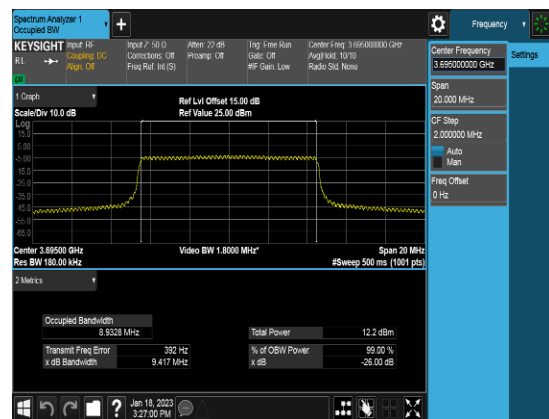 Spectrum Analyzer 1
Occupied BW
Frequency
KEYSIGHT
Input: RF
Coupling: DC
Align: Off
Input Z: 50 Ω
Corrections: Off
Freq Ref: Int (S)
Atten: 22 dB
Preamp: Off
Trig: Free Run
Gate: Off
#IF Gain: Low
Center Freq: 3.695000000 GHz
Avg|Hold: 10/10
Radio Std: None
Center Frequency
3.695000000 GHz
Settings
Span
20.000 MHz
CF Step
2.000000 MHz
Auto
Man
Freq Offset
0 Hz
1 Graph
Scale/Div 10.0 dB
Ref Lvl Offset 15.00 dB
Ref Value 25.00 dBm
Log
15.0
5.00
-5.00
-15.0
-25.0
-35.0
-45.0
-55.0
-65.0
Center 3.69500 GHz
Res BW 180.00 kHz
Video BW 1.8000 MHz*
Span 20 MHz
#Sweep 500 ms (1001 pts)
2 Metrics
Occupied Bandwidth
8.9328 MHz
Total Power 12.2 dBm
Transmit Freq Error 392 Hz
% of OBW Power 99.00 %
x dB Bandwidth 9.417 MHz
x dB -26.00 dB
Jan 18, 2023
3:27:00 PM